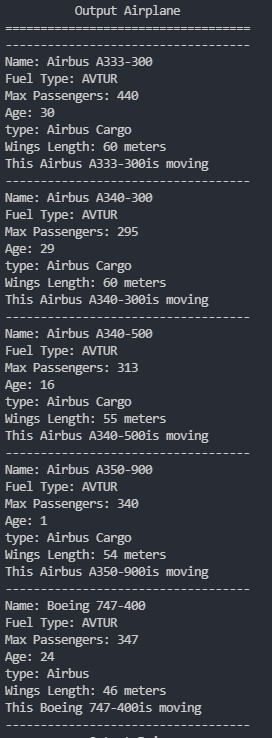 Output Airplane
===================================
-----------------------------------
Name: Airbus A333-300
Fuel Type: AVTUR
Max Passengers: 440
Age: 30
type: Airbus Cargo
Wings Length: 60 meters
This Airbus A333-300is moving
-----------------------------------
Name: Airbus A340-300
Fuel Type: AVTUR
Max Passengers: 295
Age: 29
type: Airbus Cargo
Wings Length: 60 meters
This Airbus A340-300is moving
-----------------------------------
Name: Airbus A340-500
Fuel Type: AVTUR
Max Passengers: 313
Age: 16
type: Airbus Cargo
Wings Length: 55 meters
This Airbus A340-500is moving
-----------------------------------
Name: Airbus A350-900
Fuel Type: AVTUR
Max Passengers: 340
Age: 1
type: Airbus Cargo
Wings Length: 54 meters
This Airbus A350-900is moving
-----------------------------------
Name: Boeing 747-400
Fuel Type: AVTUR
Max Passengers: 347
Age: 24
type: Airbus
Wings Length: 46 meters
This Boeing 747-400is moving
-----------------------------------